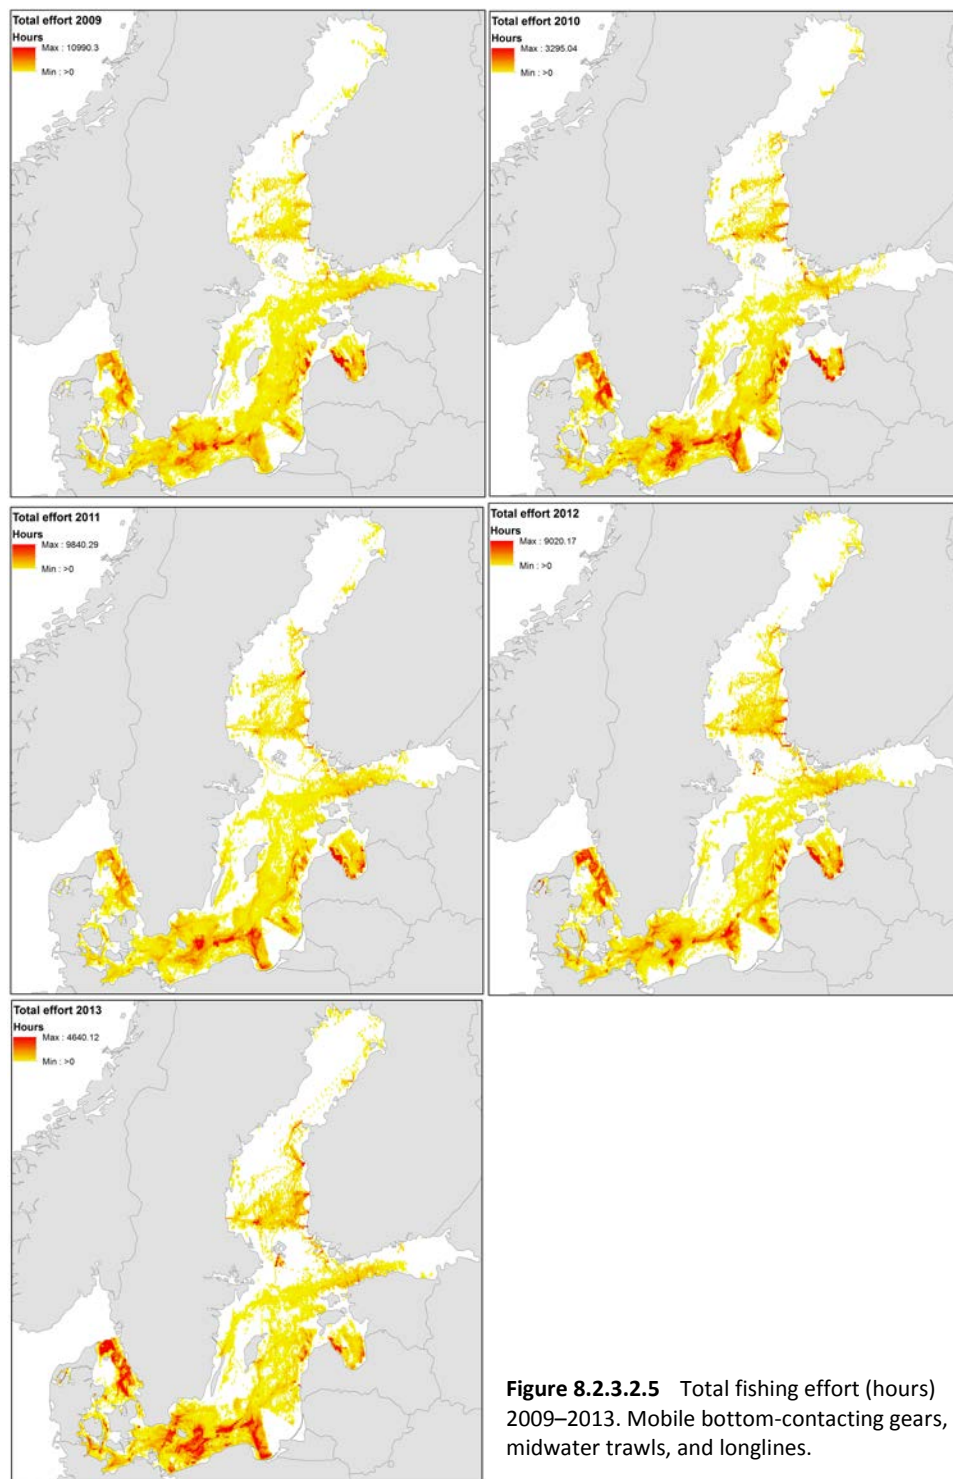 Total effort 2009
Hours
Max : 10990.3
Min : >0
Total effort 2010
Hours
Max : 3295.04
Min : >0
Total effort 2011
Hours
Max : 9840.29
Min : >0
Total effort 2012
Hours
Max : 9020.17
Min : >0
Total effort 2013
Hours
Max : 4640.12
Min : >0
Figure 8.2.3.2.5 Total fishing effort (hours)
2009–2013. Mobile bottom-contacting gears,
midwater trawls, and longlines.